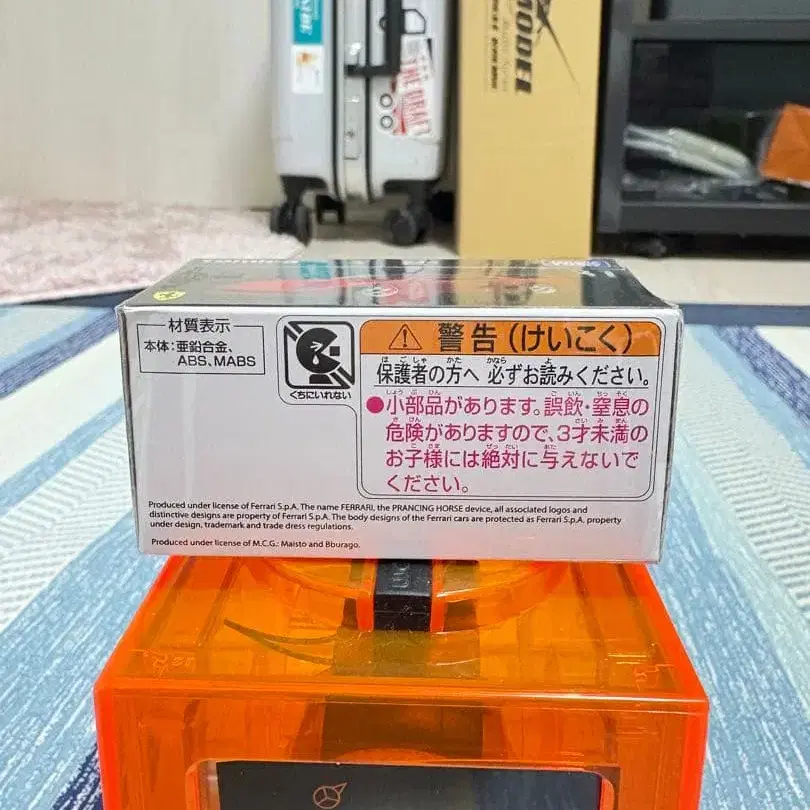 THE DRAFT
MODEL
材質表示
本体:亜鉛合金、
ABS、MABS
くちにいれない
警告(けいこく)
保護者の方へ 必ずお読みください。
●小部品があります。誤飲・窒息の
危険がありますので、3才未満の
お子様には絶対に与えないで
ください。
Produced under license of Ferrari S.p.A. The name FERRARI, the PRANCING HORSE device, all associated logos and
distinctive designs are property of Ferrari S.p.A. The body designs of the Ferrari cars are protected as Ferrari S.p.A. property
under design, trademark and trade dress regulations.
Produced under license of M.C.G.: Maisto and Bburago.